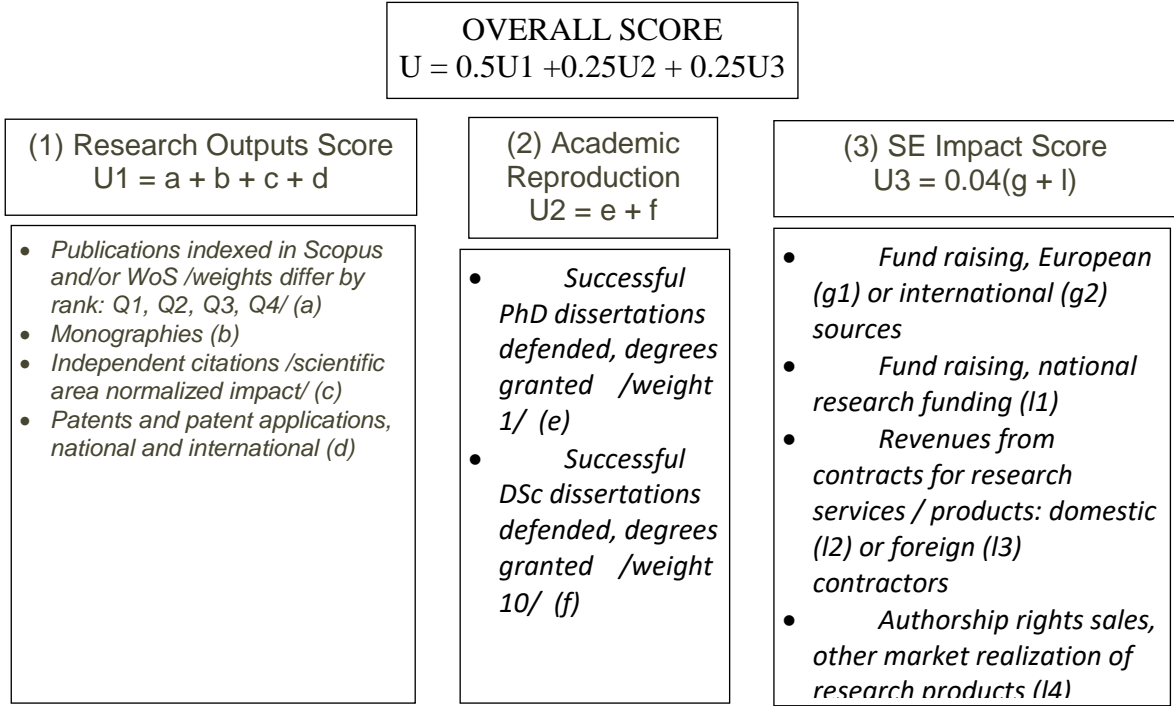 OVERALL SCORE
U = 0.5U1 +0.25U2 + 0.25U3
(1) Research Outputs Score
U1 = a + b + c + d
• Publications indexed in Scopus
and/or WoS /weights differ by
rank: Q1, Q2, Q3, Q4/ (a)
• Monographies (b)
• Independent citations /scientific
area normalized impact/ (c)
• Patents and patent applications,
national and international (d)
(2) Academic
Reproduction
U2 = e + f
• Successful
PhD dissertations
defended, degrees
granted /weight
1/ (e)
• Successful
DSc dissertations
defended, degrees
granted /weight
10/ (f)
(3) SE Impact Score
U3 = 0.04(g + l)
• Fund raising, European
(g1) or international (g2)
sources
• Fund raising, national
research funding (l1)
• Revenues from
contracts for research
services / products: domestic
(l2) or foreign (l3)
contractors
• Authorship rights sales,
other market realization of
research products (l4)